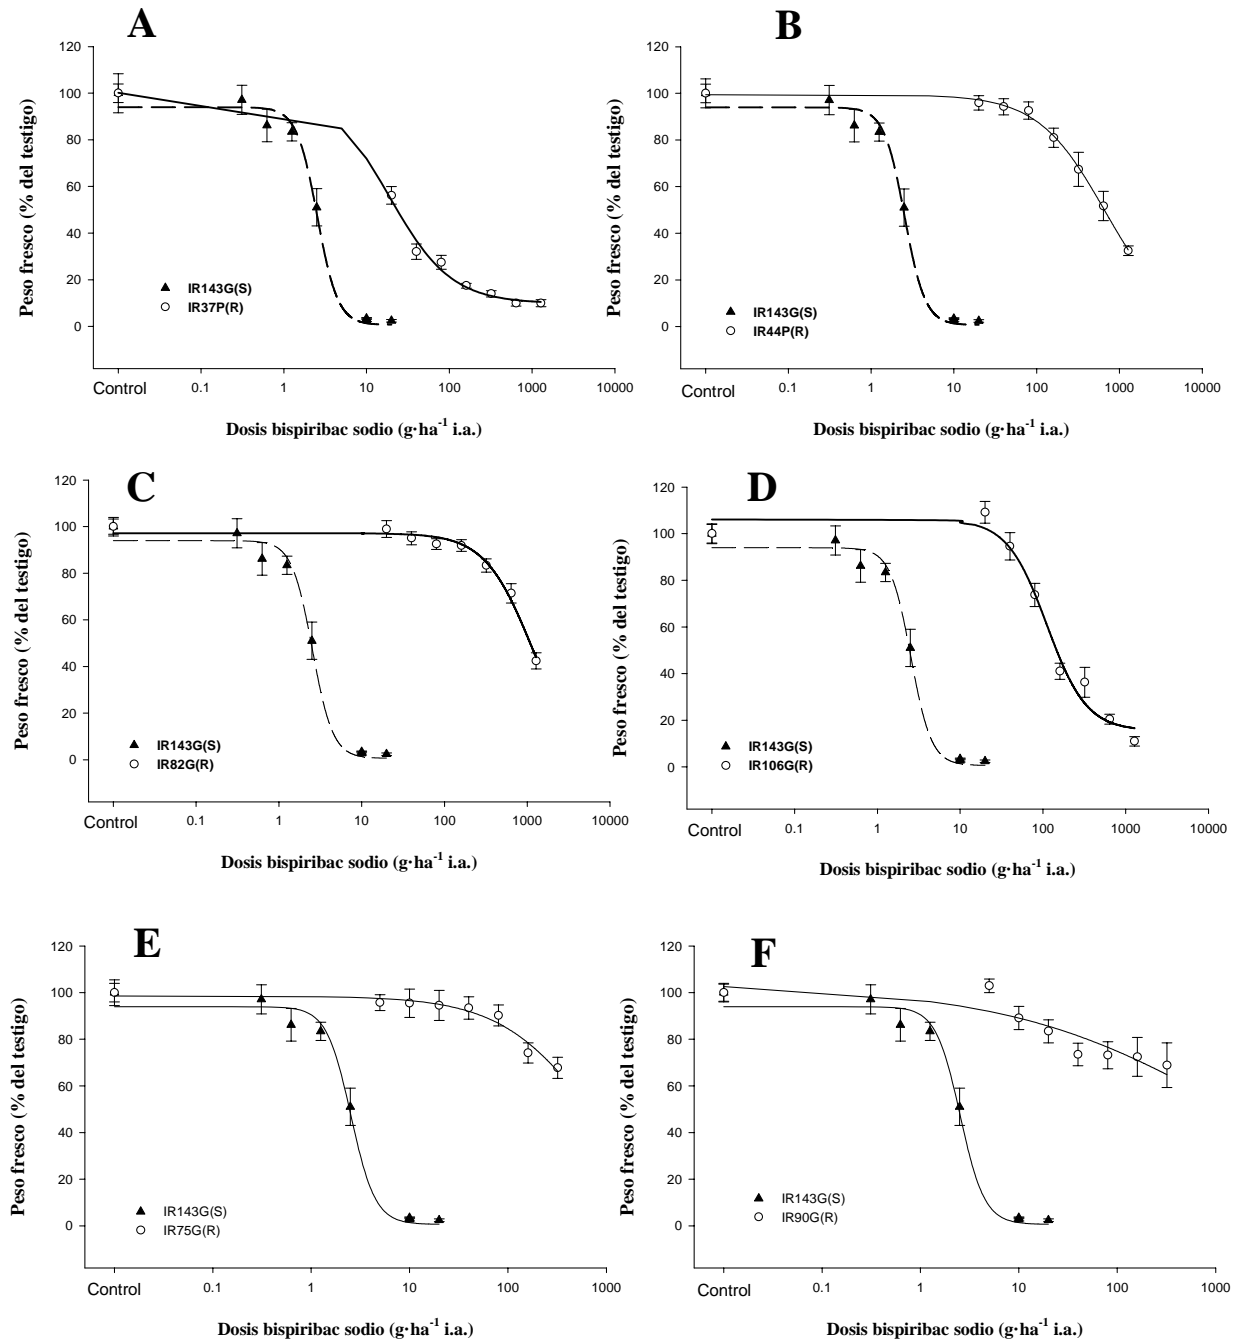 A
Peso fresco (% del testigo)
120
100
80
60
40
20
0
IR143G(S)
IR37P(R)
Control
0.1
1
10
100
1000
10000
Dosis bispiribac sodio (g·ha⁻¹ i.a.)
B
Peso fresco (% del testigo)
120
100
80
60
40
20
0
IR143G(S)
IR44P(R)
Control
0.1
1
10
100
1000
10000
Dosis bispiribac sodio (g·ha⁻¹ i.a.)
C
Peso fresco (% del testigo)
120
100
80
60
40
20
0
IR143G(S)
IR82G(R)
Control
0.1
1
10
100
1000
10000
Dosis bispiribac sodio (g·ha⁻¹ i.a.)
D
Peso fresco (% del testigo)
120
100
80
60
40
20
0
IR143G(S)
IR106G(R)
Control
0.1
1
10
100
1000
10000
Dosis bispiribac sodio (g·ha⁻¹ i.a.)
E
Peso fresco (% del testigo)
120
100
80
60
40
20
0
IR143G(S)
IR75G(R)
Control
0.1
1
10
100
1000
Dosis bispiribac sodio (g·ha⁻¹ i.a.)
F
Peso fresco (% del testigo)
120
100
80
60
40
20
0
IR143G(S)
IR90G(R)
Control
0.1
1
10
100
1000
Dosis bispiribac sodio (g·ha⁻¹ i.a.)